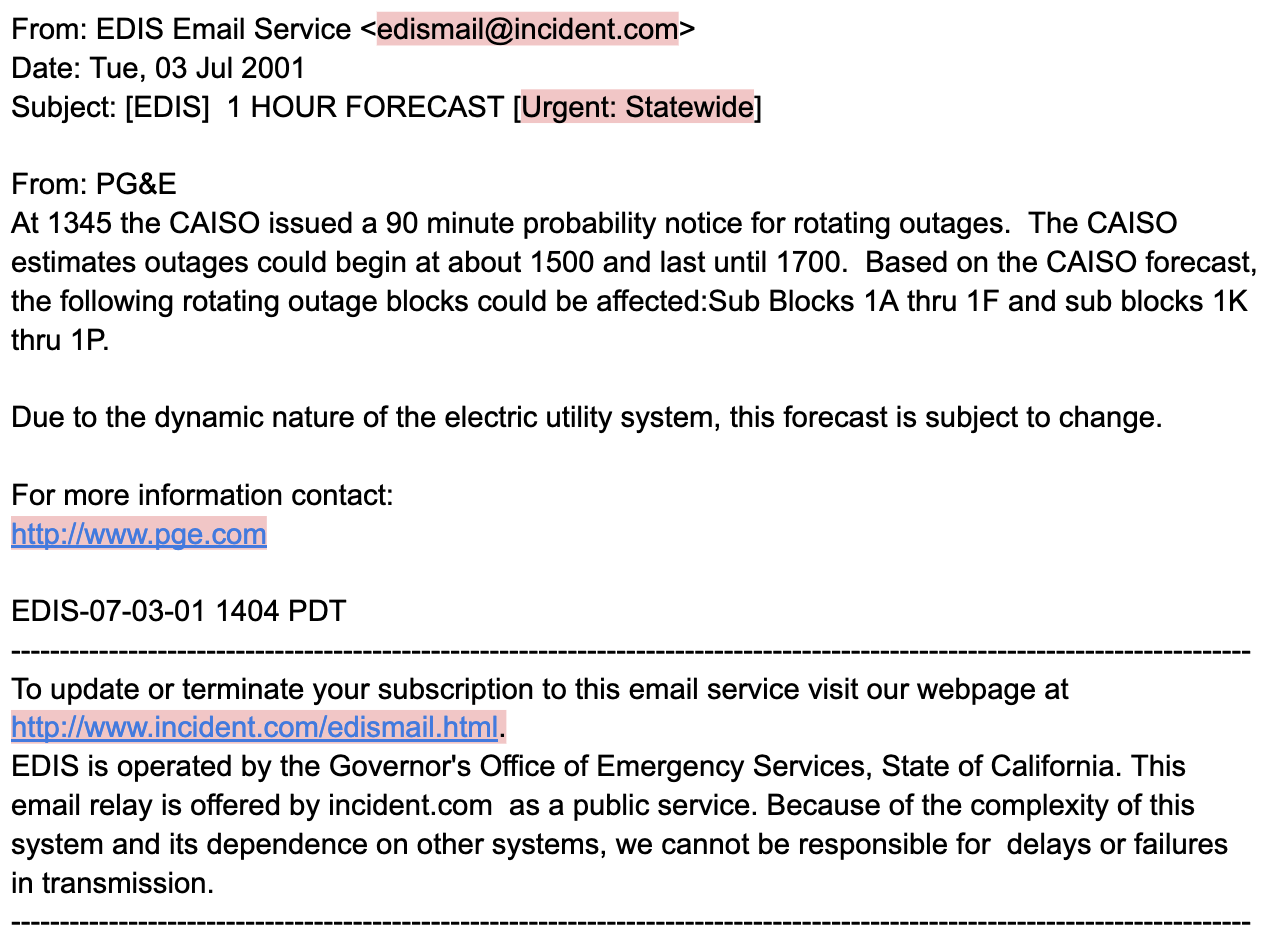 From: EDIS Email Service <edismail@incident.com>
Date: Tue, 03 Jul 2001
Subject: [EDIS]  1 HOUR FORECAST [Urgent: Statewide]
From: PG&E
At 1345 the CAISO issued a 90 minute probability notice for rotating outages.  The CAISO
estimates outages could begin at about 1500 and last until 1700.  Based on the CAISO forecast,
the following rotating outage blocks could be affected:Sub Blocks 1A thru 1F and sub blocks 1K
thru 1P.
Due to the dynamic nature of the electric utility system, this forecast is subject to change.
For more information contact:
http://www.pge.com
EDIS-07-03-01 1404 PDT
--------------------------------------------------------------------------------------------------------------------------------
To update or terminate your subscription to this email service visit our webpage at
http://www.incident.com/edismail.html.
EDIS is operated by the Governor's Office of Emergency Services, State of California. This
email relay is offered by incident.com  as a public service. Because of the complexity of this
system and its dependence on other systems, we cannot be responsible for  delays or failures
in transmission.
--------------------------------------------------------------------------------------------------------------------------------